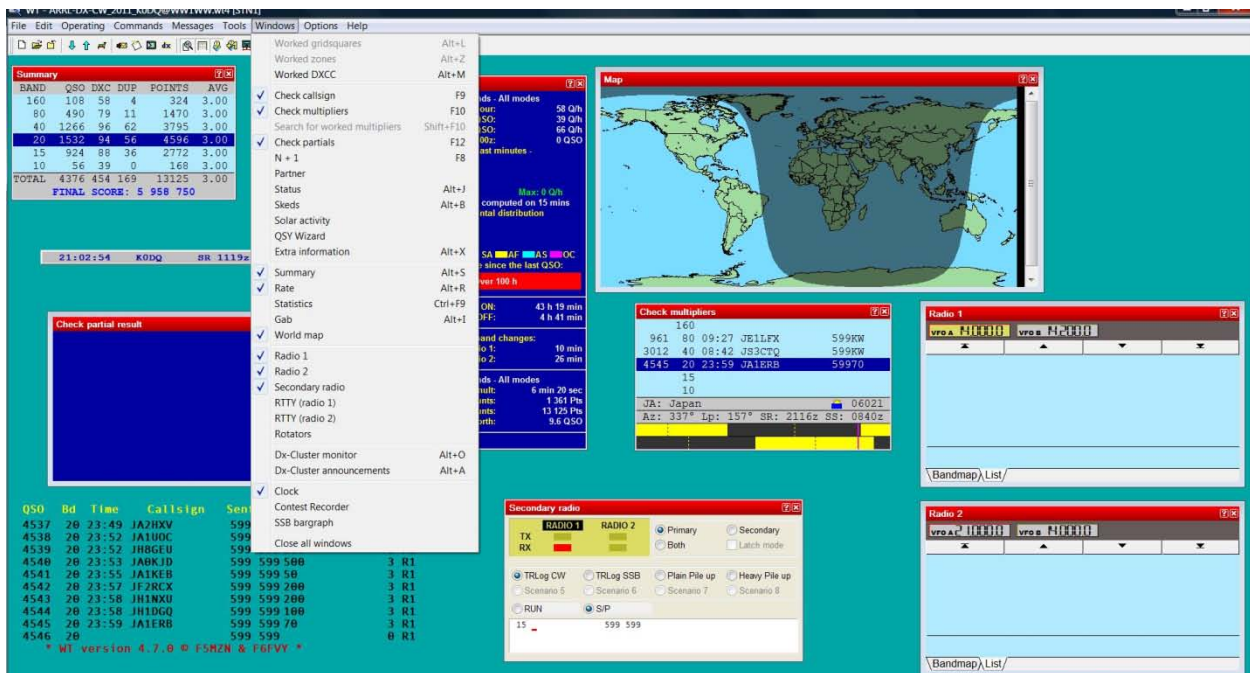 WT - ARRL-DX-CW_2011_K0DQ@WW1WW.wt4 [STN1]
File Edit Operating Commands Messages Tools Windows Options Help
Worked gridsquares Alt+L
Worked zones Alt+Z
Worked DXCC Alt+M
Check callsign F9
Check multipliers F10
Search for worked multipliers Shift+F10
Check partials F12
N + 1 F8
Partner
Status Alt+J
Skeds Alt+B
Solar activity
QSY Wizard
Extra information Alt+X
Summary Alt+S
Rate Alt+R
Statistics Ctrl+F9
Gab Alt+I
World map
Radio 1
Radio 2
Secondary radio
RTTY (radio 1)
RTTY (radio 2)
Rotators
Dx-Cluster monitor Alt+O
Dx-Cluster announcements Alt+A
Clock
Contest Recorder
SSB bargraph
Close all windows
Summary
BAND QSO DXC DUP POINTS AVG
160 108 58 4 324 3.00
80 490 79 11 1470 3.00
40 1266 96 62 3795 3.00
20 1532 94 56 4596 3.00
15 924 88 36 2772 3.00
10 56 39 0 168 3.00
TOTAL 4376 454 169 13125 3.00
FINAL SCORE: 5 958 750
21:02:54 K0DQ SR 1119z
Check partial result
nds - All modes
our: 58 Q/h
QSO: 39 Q/h
QSO: 66 Q/h
00z: 0 QSO
ast minutes -
Max: 0 Q/h
computed on 15 mins
ntal distribution
SA AF AS OC
e since the last QSO:
ver 100 h
ON: 43 h 19 min
OFF: 4 h 41 min
and changes:
io 1: 10 min
io 2: 26 min
nds - All modes
mult: 6 min 20 sec
unts: 1 361 Pts
unts: 13 125 Pts
orth: 9.6 QSO
Map
Check multipliers
160
961 80 09:27 JE1LFX 599KW
3012 40 08:42 JS3CTQ 599KW
4545 20 23:59 JA1ERB 59970
15
10
JA: Japan 06021
Az: 337° Lp: 157° SR: 2116z SS: 0840z
Radio 1
VFO A 14000.0 VFO B 14200.0
Bandmap List
Radio 2
VFO A 21000.0 VFO B 14000.0
Bandmap List
Secondary radio
RADIO 1 RADIO 2
TX
RX
Primary Secondary
Both Latch mode
TRLog CW TRLog SSB Plain Pile up Heavy Pile up
Scenario 5 Scenario 6 Scenario 7 Scenario 8
RUN S/P
15 599 599
QSO Bd Time Callsign Sen
4537 20 23:49 JA2HXV 599
4538 20 23:52 JA1UOC 599
4539 20 23:52 JH8GEU 599
4540 20 23:53 JA0KJD 599 599 500 3 R1
4541 20 23:55 JA1KEB 599 599 50 3 R1
4542 20 23:57 JF2RCX 599 599 200 3 R1
4543 20 23:58 JH1NXU 599 599 200 3 R1
4544 20 23:58 JH1DGQ 599 599 100 3 R1
4545 20 23:59 JA1ERB 599 599 70 3 R1
4546 20 599 599 0 R1
* WT version 4.7.0 © F5MZN & F6FVY *